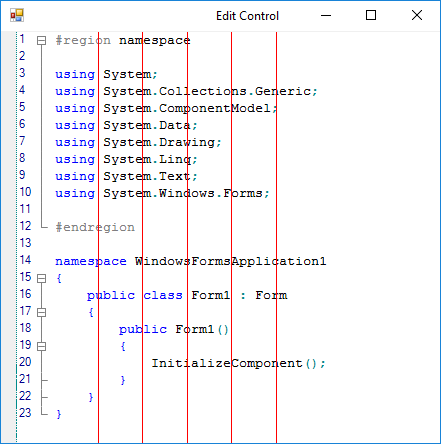 Edit Control
1 #region namespace
2
3 using System;
4 using System.Collections.Generic;
5 using System.ComponentModel;
6 using System.Data;
7 using System.Drawing;
8 using System.Linq;
9 using System.Text;
10 using System.Windows.Forms;
11
12 #endregion
13
14 namespace WindowsFormsApplication1
15 {
16     public class Form1 : Form
17     {
18         public Form1()
19         {
20             InitializeComponent();
21         }
22     }
23 }